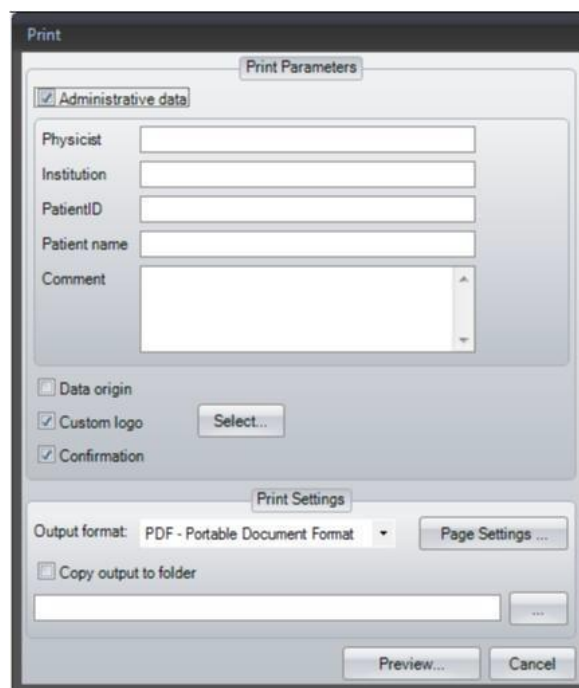 Print
Print Parameters
Administrative data
Physicist
Institution
PatientID
Patient name
Comment
Data origin
Custom logo Select...
Confirmation
Print Settings
Output format: PDF - Portable Document Format Page Settings ...
Copy output to folder
...
Preview... Cancel